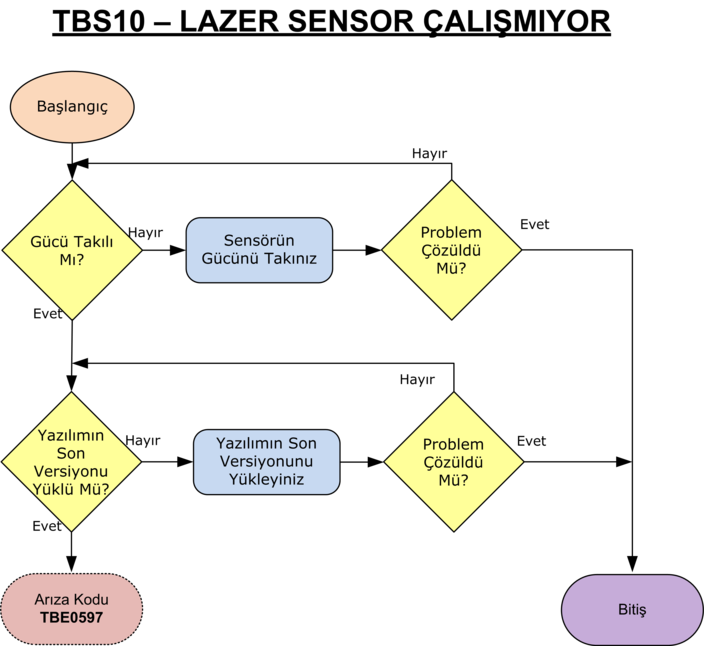 TBS10 – LAZER SENSOR ÇALIŞMIYOR
Başlangıç
Hayır
Gücü Takılı
Mı?
Hayır
Sensörün
Gücünü Takınız
Problem
Çözüldü
Mü?
Evet
Evet
Hayır
Yazılımın
Son
Versiyonu
Yüklü Mü?
Hayır
Yazılımın Son
Versiyonunu
Yükleyiniz
Problem
Çözüldü
Mü?
Evet
Evet
Arıza Kodu
TBE0597
Bitiş